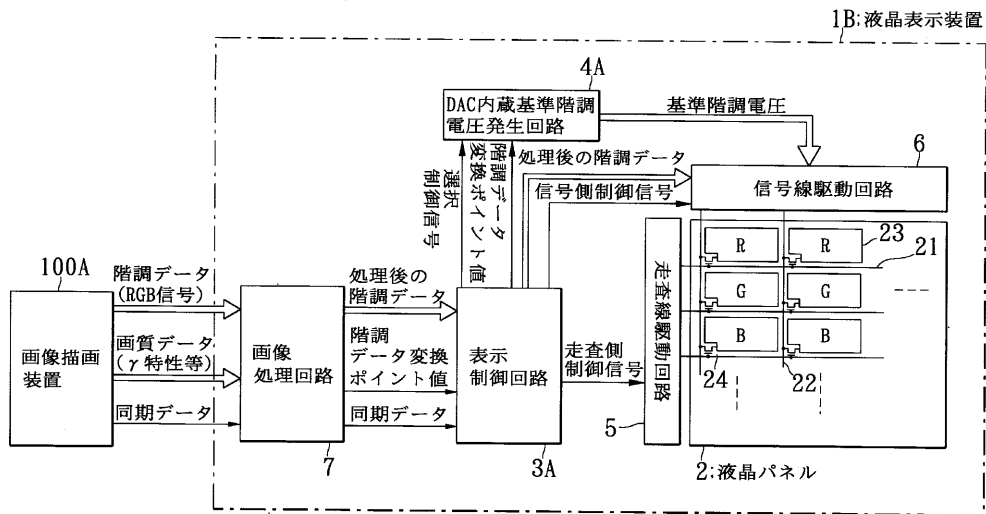 1B;液晶表示装置
4A
DAC内蔵基準階調
電圧発生回路
基準階調電圧
6
信号線駆動回路
選択
制御信号
階調データ
変換ポイント値
処理後の階調データ
信号側制御信号
100A
画像描画
装置
階調データ
(RGB信号)
画質データ
(γ特性等)
同期データ
画像
処理回路
7
処理後の
階調データ
階調
データ変換
ポイント値
同期データ
表示
制御回路
3A
走査側
制御信号
走査線駆動回路
5
R
R
23
21
G
G
B
B
24
22
2;液晶パネル